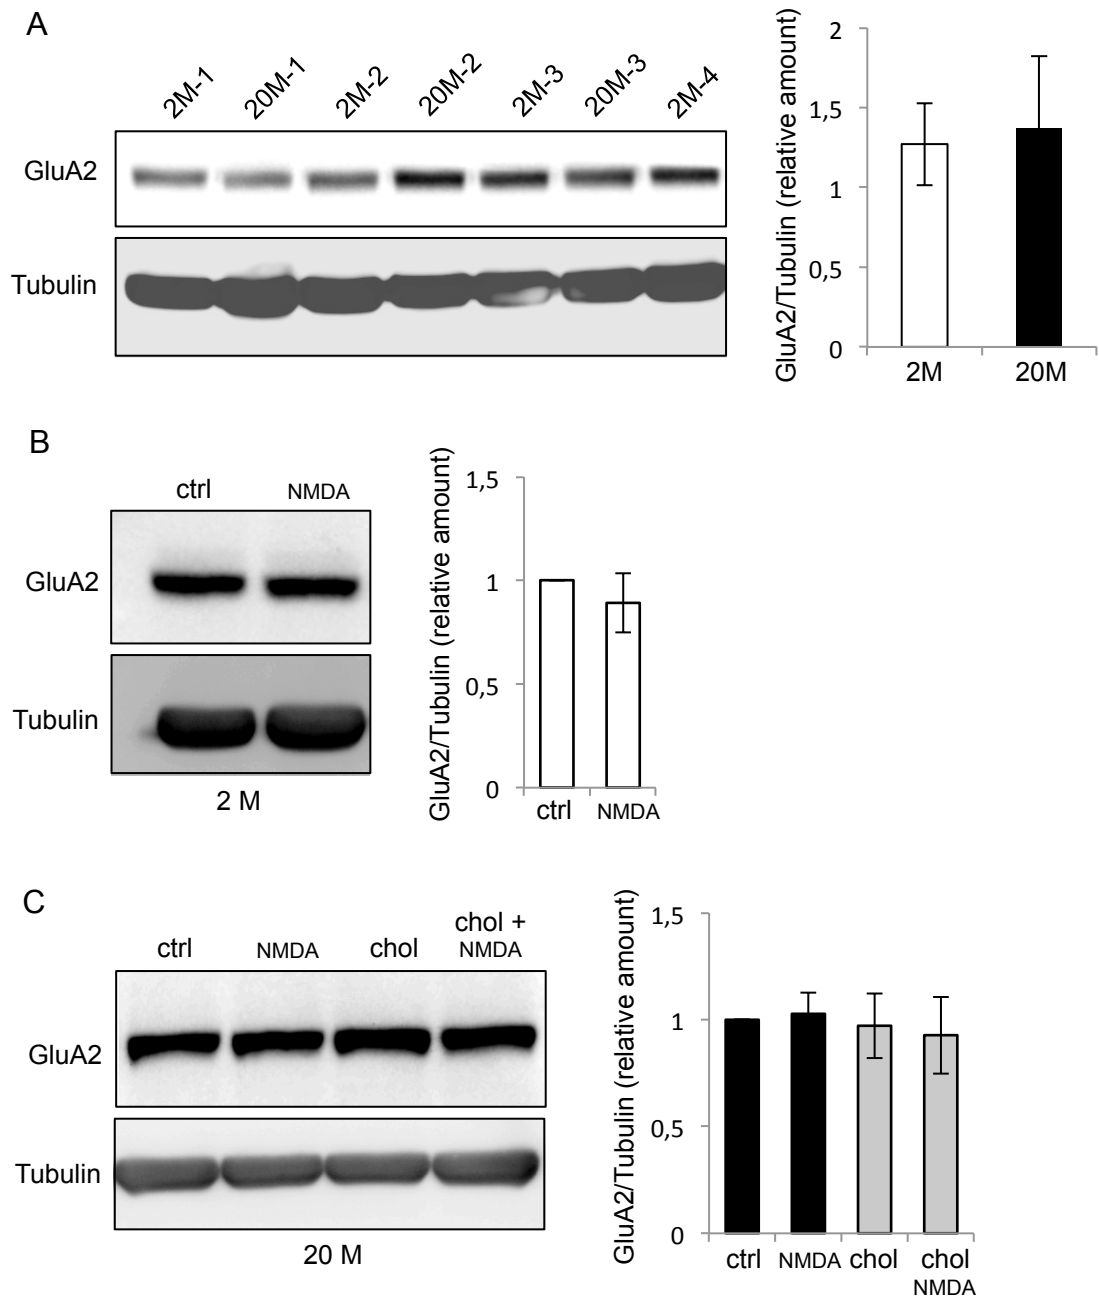 A
2M-1
20M-1
2M-2
20M-2
2M-3
20M-3
2M-4
GluA2
Tubulin
GluA2/Tubulin (relative amount)
2
1,5
1
0,5
0
2M
20M
B
ctrl
NMDA
GluA2
Tubulin
2 M
GluA2/Tubulin (relative amount)
1,5
1
0,5
0
ctrl
NMDA
C
ctrl
NMDA
chol
chol +
NMDA
GluA2
Tubulin
20 M
GluA2/Tubulin (relative amount)
1,5
1
0,5
0
ctrl
NMDA
chol
chol
NMDA